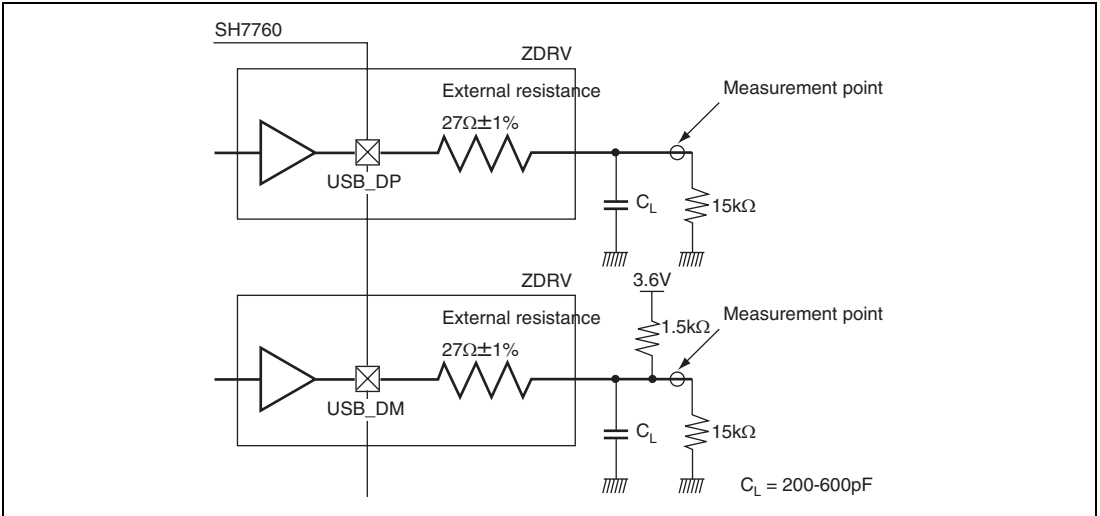 SH7760
ZDRV
External resistance
27Ω±1%
Measurement point
USB_DP
C_L
15kΩ
ZDRV
3.6V
External resistance
1.5kΩ
Measurement point
27Ω±1%
USB_DM
C_L
15kΩ
C_L = 200-600pF